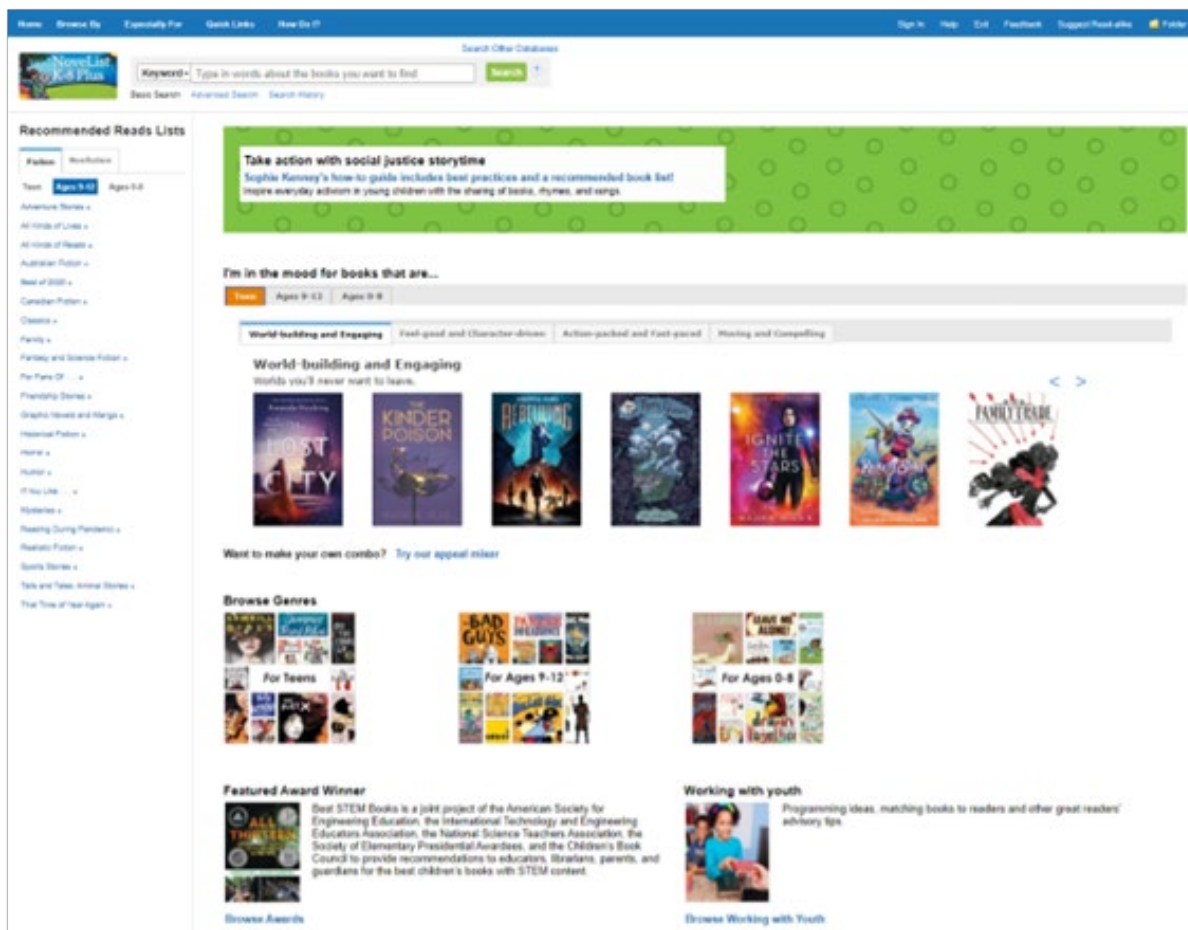 Home Browse By Especially For Quick Links How Do I?
Sign In Help Exit Feedback Suggest Read-alike Folder
Search Other Databases
NoveList
K-8 Plus
Keyword Type in words about the books you want to find Search
Basic Search Advanced Search Search History
Recommended Reads Lists
Fiction Nonfiction
Teen Ages 9-12 Ages 0-8
Adventure Stories »
All Kinds of Lives »
All Kinds of Reads »
Australian Fiction »
Best of 2020 »
Canadian Fiction »
Classics »
Family »
Fantasy and Science Fiction »
For Fans Of . . . »
Friendship Stories »
Graphic Novels and Manga »
Historical Fiction »
Horror »
Humor »
If You Like . . . »
Mysteries »
Reading During Pandemic »
Realistic Fiction »
Sports Stories »
Tails and Tales: Animal Stories »
That Time of Year Again »
Take action with social justice storytime
Sophie Kenney's how-to guide includes best practices and a recommended book list!
Inspire everyday activism in young children with the sharing of books, rhymes, and songs.
I'm in the mood for books that are...
Teen Ages 9-12 Ages 0-8
World-building and Engaging Feel-good and Character-driven Action-packed and Fast-paced Moving and Compelling
World-building and Engaging
Worlds you'll never want to leave.
< >
LOST
CITY
THE
KINDER
POISON
REBELWING
IGNITE
THE
STARS
FAMILY TRADE
Want to make your own combo? Try our appeal mixer
Browse Genres
For Teens
THE
BAD
GUYS
For Ages 9-12
LEAVE ME
ALONE!
For Ages 0-8
Featured Award Winner
ALL
THIRTEEN
Best STEM Books is a joint project of the American Society for
Engineering Education, the International Technology and Engineering
Educators Association, the National Science Teachers Association, the
Society of Elementary Presidential Awardees, and the Children's Book
Council to provide recommendations to educators, librarians, parents, and
guardians for the best children's books with STEM content.
Browse Awards
Working with youth
Programming ideas, matching books to readers and other great readers'
advisory tips.
Browse Working with Youth